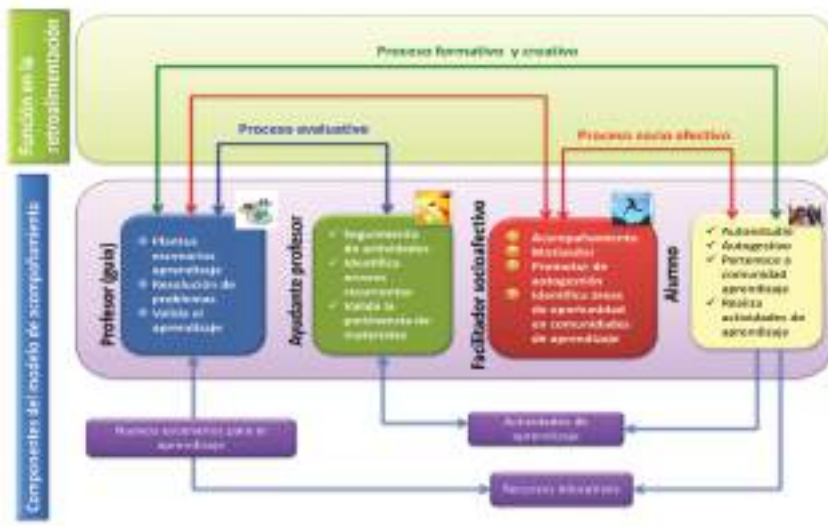 Función en la
retroalimentación
Proceso formativo y creativo
Proceso evaluativo
Proceso socio afectivo
Componentes del modelo de acompañamiento
Profesor (guía)
Plantea
escenarios
aprendizaje
Resolución de
problemas
Valida el
aprendizaje
Ayudante profesor
Seguimiento
de actividades
Identifica
errores
recurrentes
Valida la
pertinencia de
materiales
Facilitador socioafectivo
Acompañamiento
Motivador
Promotor de
autogestión
Identifica áreas
de oportunidad
en comunidades
de aprendizaje
Alumno
Autogestivo
Pertenece a
comunidad
aprendizaje
Realiza
actividades de
aprendizaje
Nuevos escenarios para el
aprendizaje
Actividades de
aprendizaje
Recursos educativos